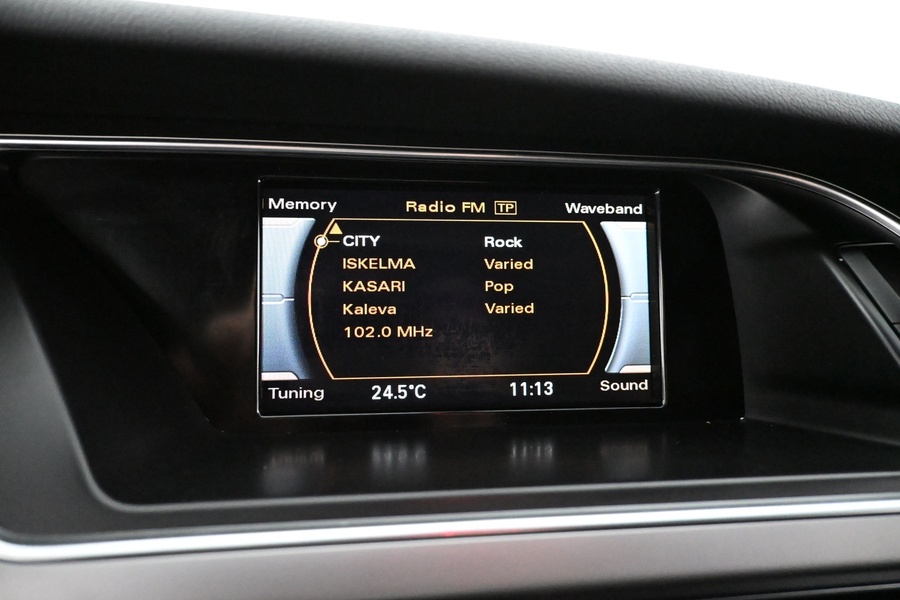 Memory Radio FM TP Waveband
CITY Rock
ISKELMA Varied
KASARI Pop
Kaleva Varied
102.0 MHz
Tuning 24.5°C 11:13 Sound